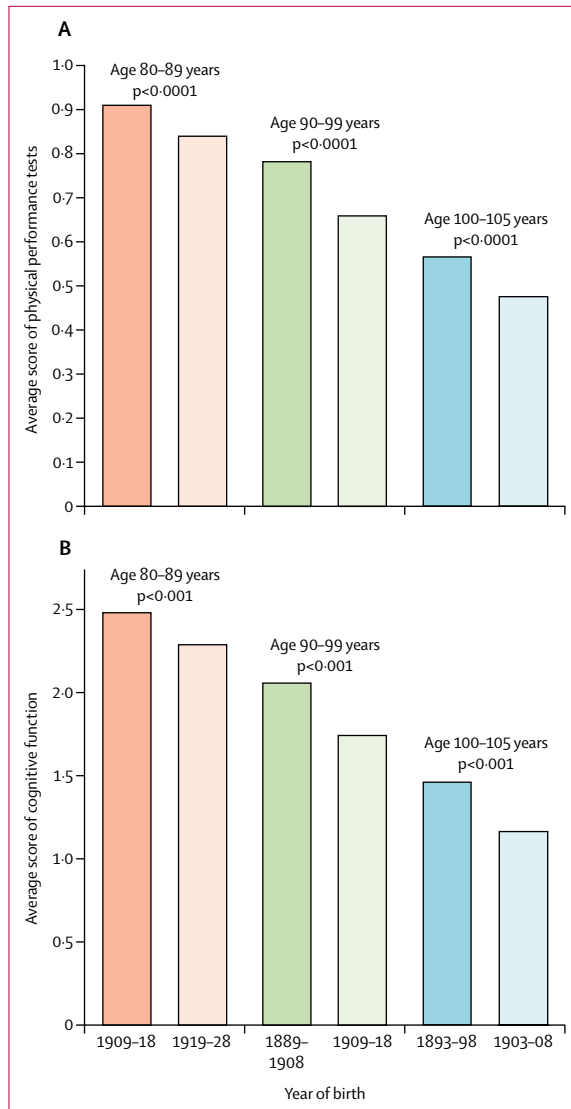 A
Average score of physical performance tests
1·0
0·9
0·8
0·7
0·6
0·5
0·4
0·3
0·2
0·1
0
Age 80–89 years
p<0·0001
Age 90–99 years
p<0·0001
Age 100–105 years
p<0·0001
B
Average score of cognitive function
2·5
2·0
1·5
1·0
0·5
0
Age 80–89 years
p<0·001
Age 90–99 years
p<0·001
Age 100–105 years
p<0·001
1909–18
1919–28
1889–
1908
1909–18
1893–98
1903–08
Year of birth